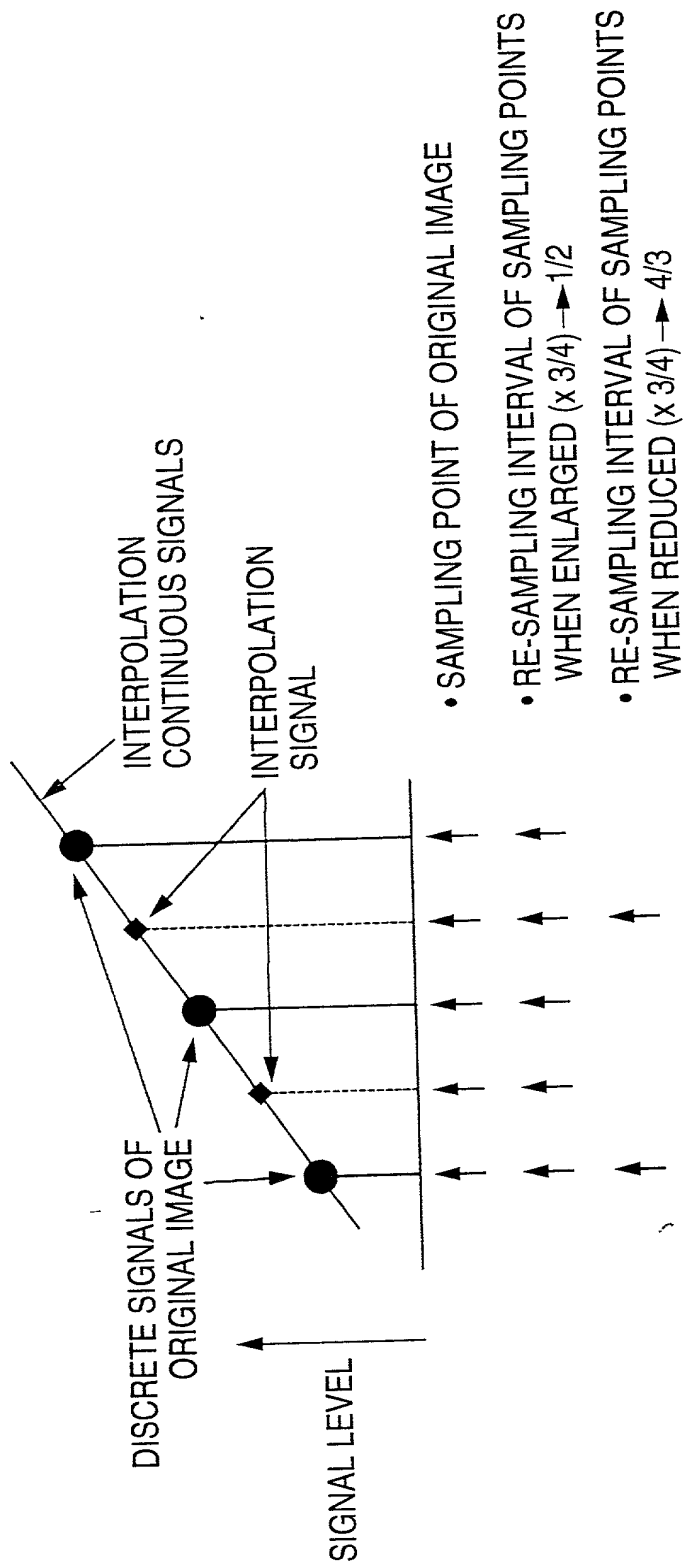 DISCRETE SIGNALS OF
ORIGINAL IMAGE
INTERPOLATION
CONTINUOUS SIGNALS
INTERPOLATION
SIGNAL
SIGNAL LEVEL
• SAMPLING POINT OF ORIGINAL IMAGE
• RE-SAMPLING INTERVAL OF SAMPLING POINTS
WHEN ENLARGED (x 3/4) → 1/2
• RE-SAMPLING INTERVAL OF SAMPLING POINTS
WHEN REDUCED (x 3/4) → 4/3